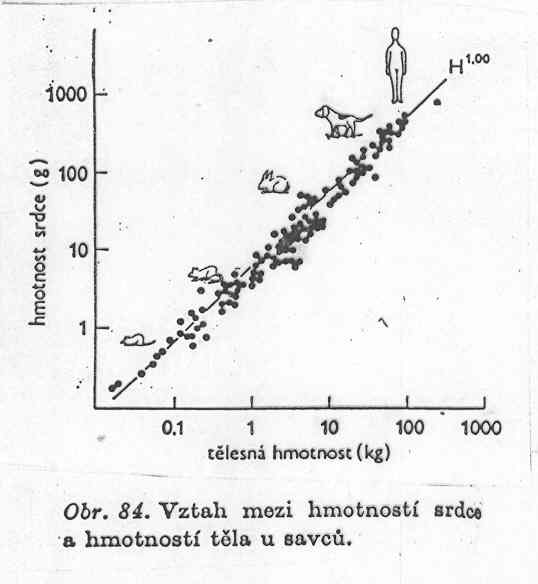 H1.00
1000
100
10
1
hmotnost srdce (g)
0.1 1 10 100 1000
tělesná hmotnost (kg)
Obr. 84. Vztah mezi hmotností srdce
a hmotností těla u savců.